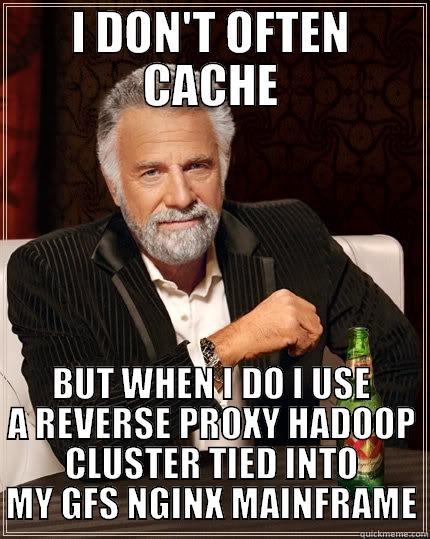 I DON'T OFTEN
CACHE
BUT WHEN I DO I USE
A REVERSE PROXY HADOOP
CLUSTER TIED INTO
MY GFS NGINX MAINFRAME
quickmeme.com